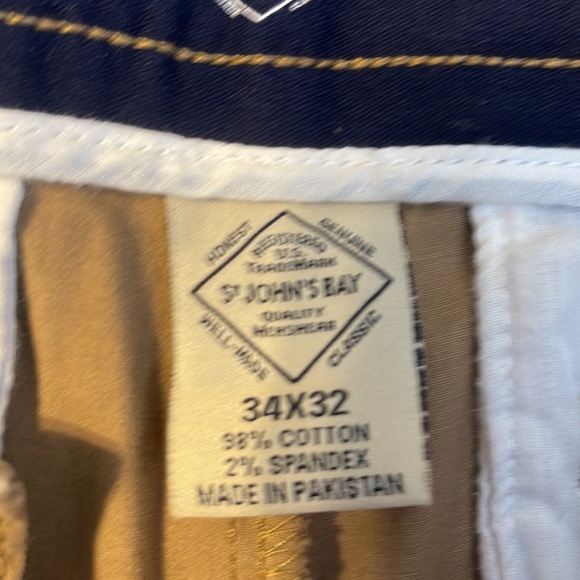 HONEST
GENUINE
REGISTERED
U.S.
TRADEMARK
ST JOHN'S BAY
QUALITY
MENSWEAR
WELL-MADE
CLASSIC
34X32
98% COTTON
2% SPANDEX
MADE IN PAKISTAN